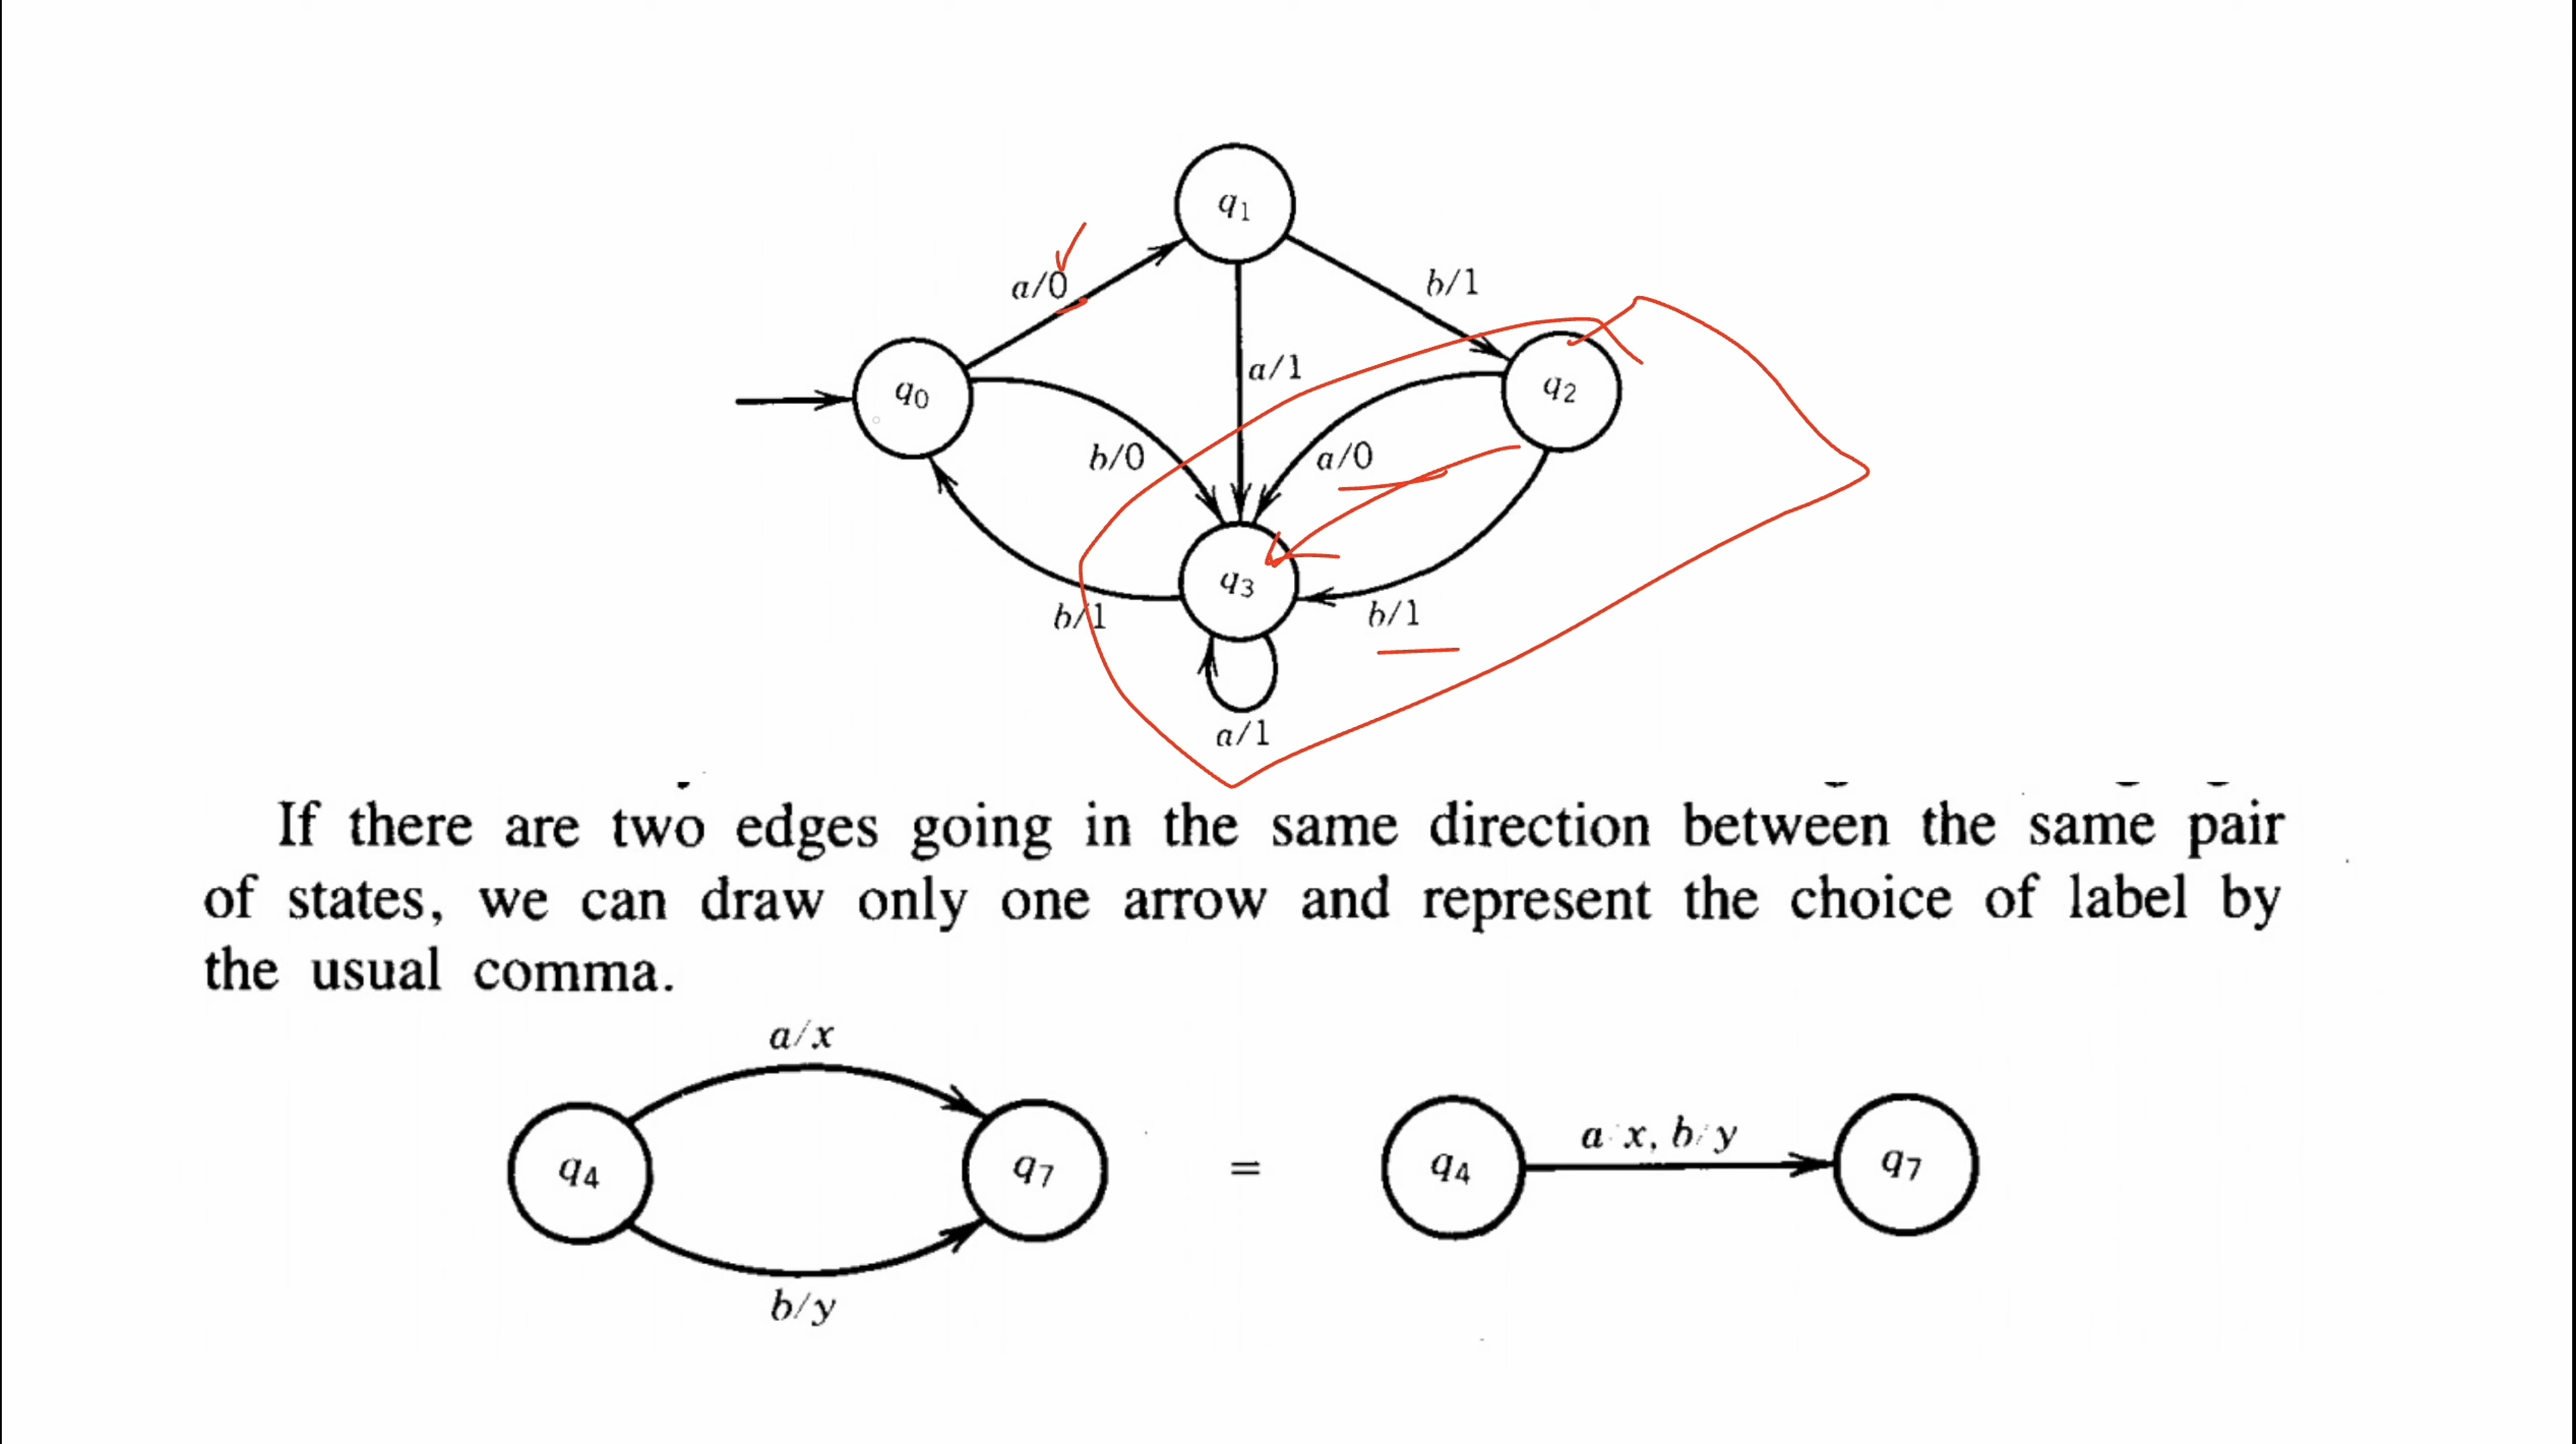 q1
a/0
b/1
q0
a/1
q2
b/0
a/0
q3
b/1
b/1
a/1
If there are two edges going in the same direction between the same pair
of states, we can draw only one arrow and represent the choice of label by
the usual comma.
a/x
q4
q7
=
q4
a x, b/y
q7
b/y